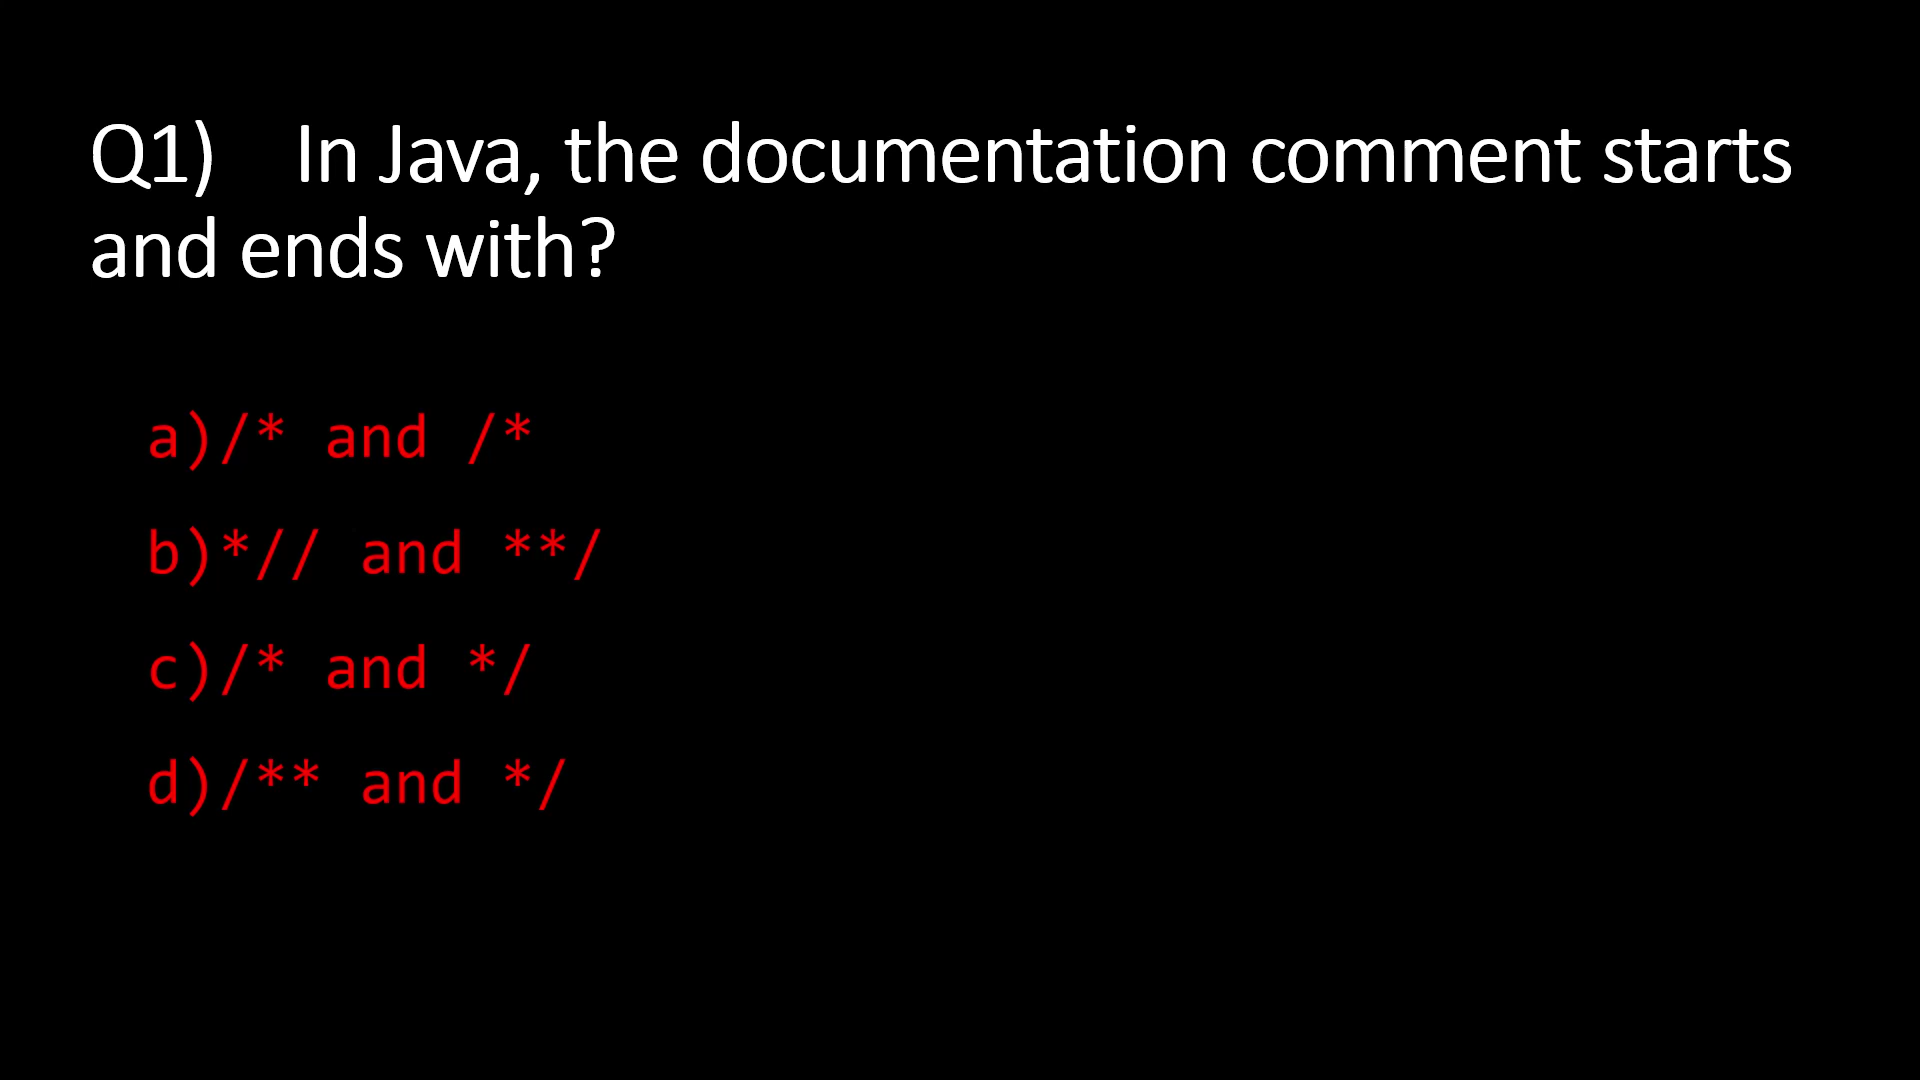 Q1) In Java, the documentation comment starts
and ends with?
a)/* and /*
b)*// and **/
c)/* and */
d)/** and */